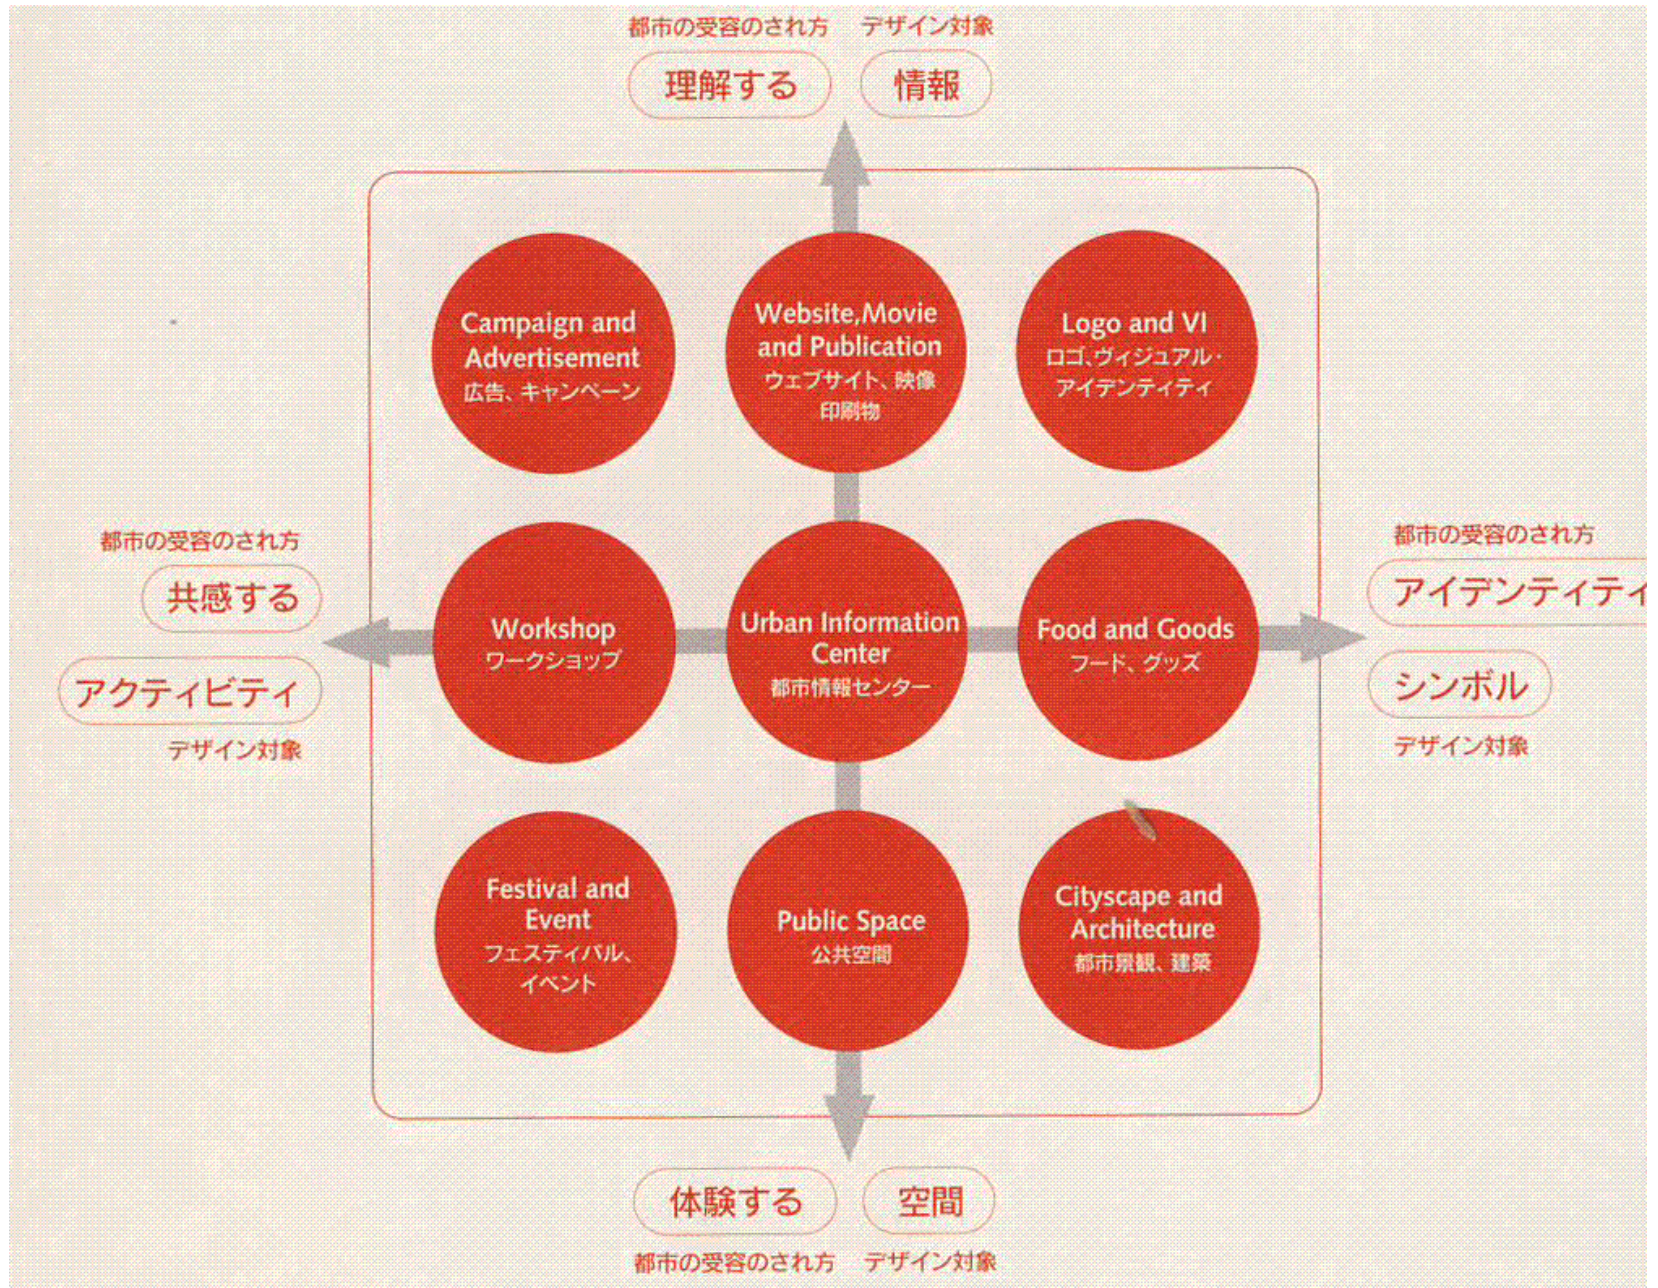 都市の受容のされ方 デザイン対象
理解する 情報
Campaign and
Advertisement
広告、キャンペーン
Website,Movie
and Publication
ウェブサイト、映像
印刷物
Logo and VI
ロゴ、ヴィジュアル・
アイデンティティ
都市の受容のされ方
共感する
アクティビティ
デザイン対象
Workshop
ワークショップ
Urban Information
Center
都市情報センター
Food and Goods
フード、グッズ
都市の受容のされ方
アイデンティティ
シンボル
デザイン対象
Festival and
Event
フェスティバル、
イベント
Public Space
公共空間
Cityscape and
Architecture
都市景観、建築
体験する 空間
都市の受容のされ方 デザイン対象